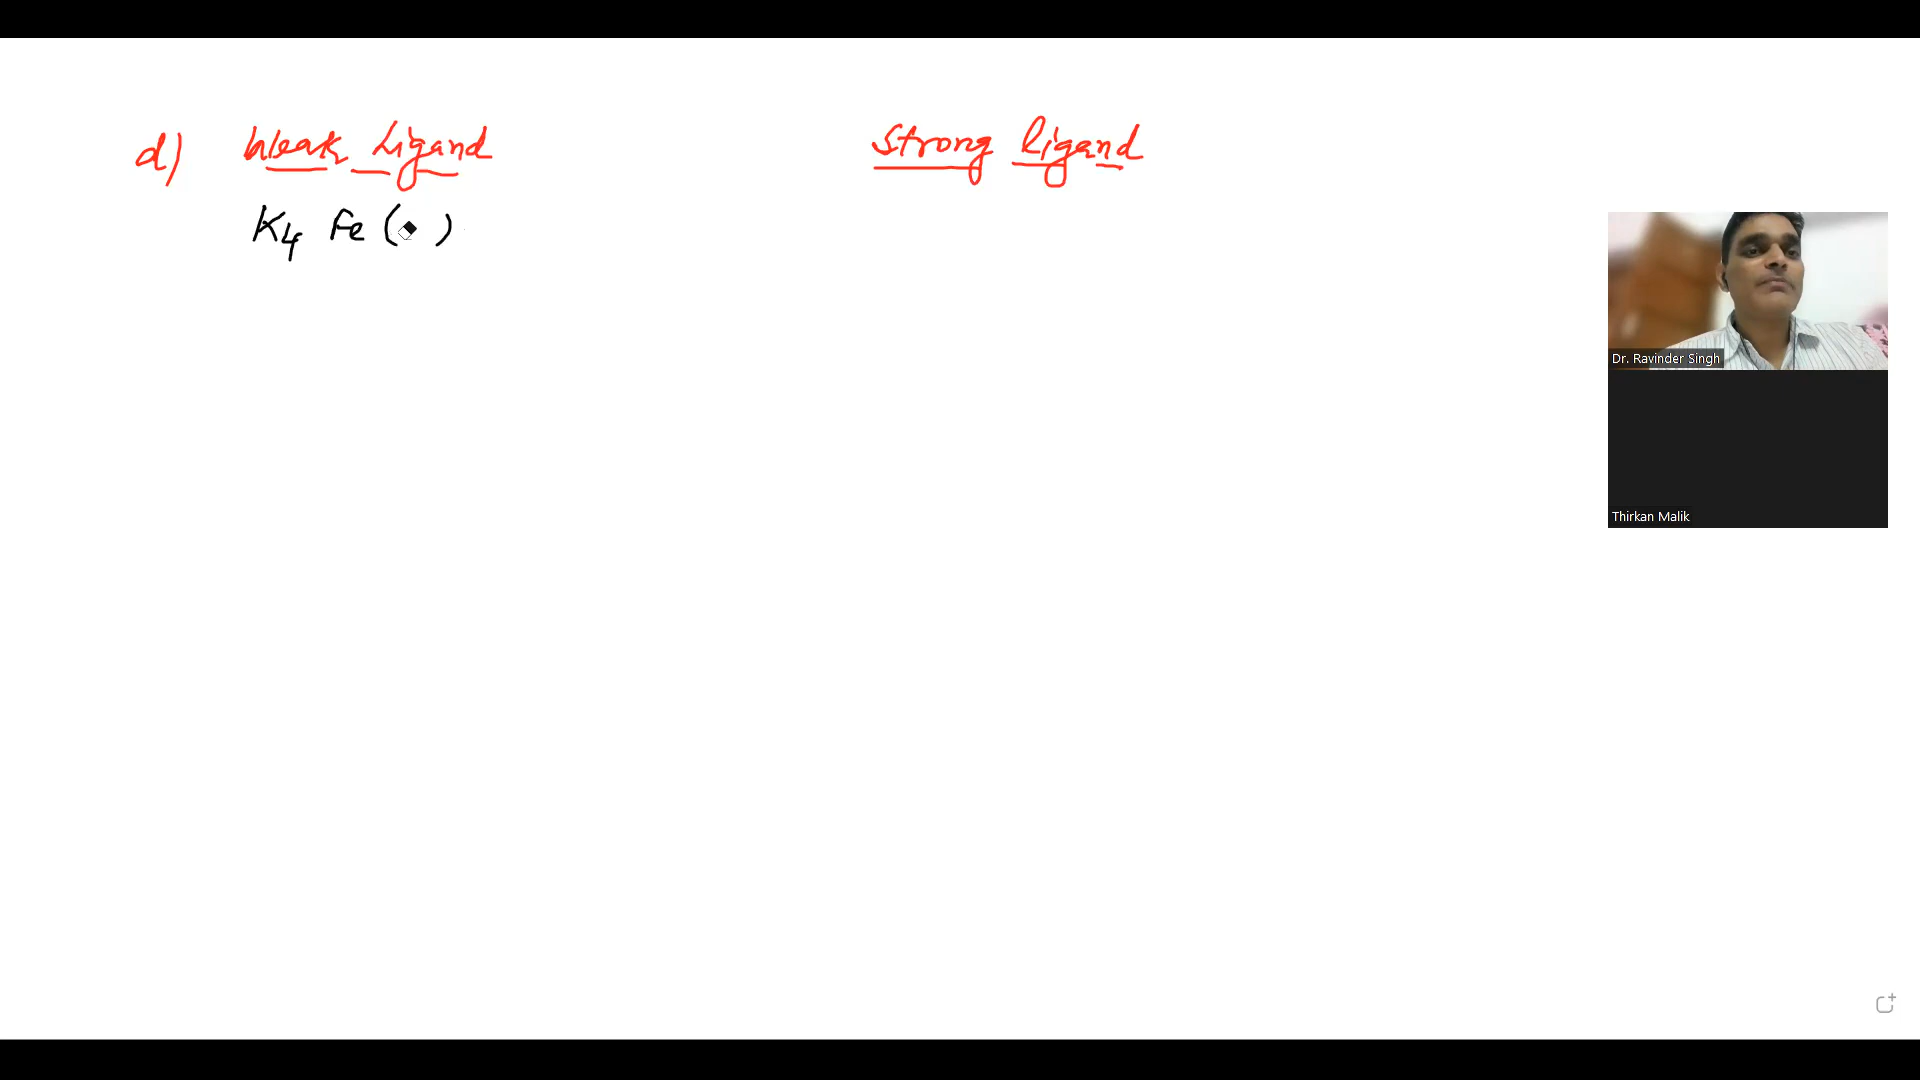 d) Weak Ligand Strong ligand
K4 Fe ( )
Dr. Ravinder Singh
Thirkan Malik